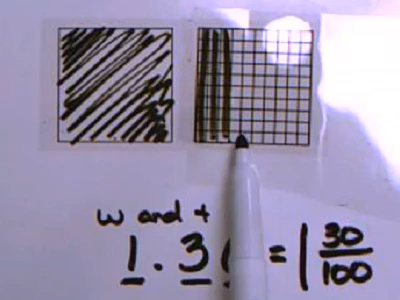 w and t
1.3 = 1 30/100